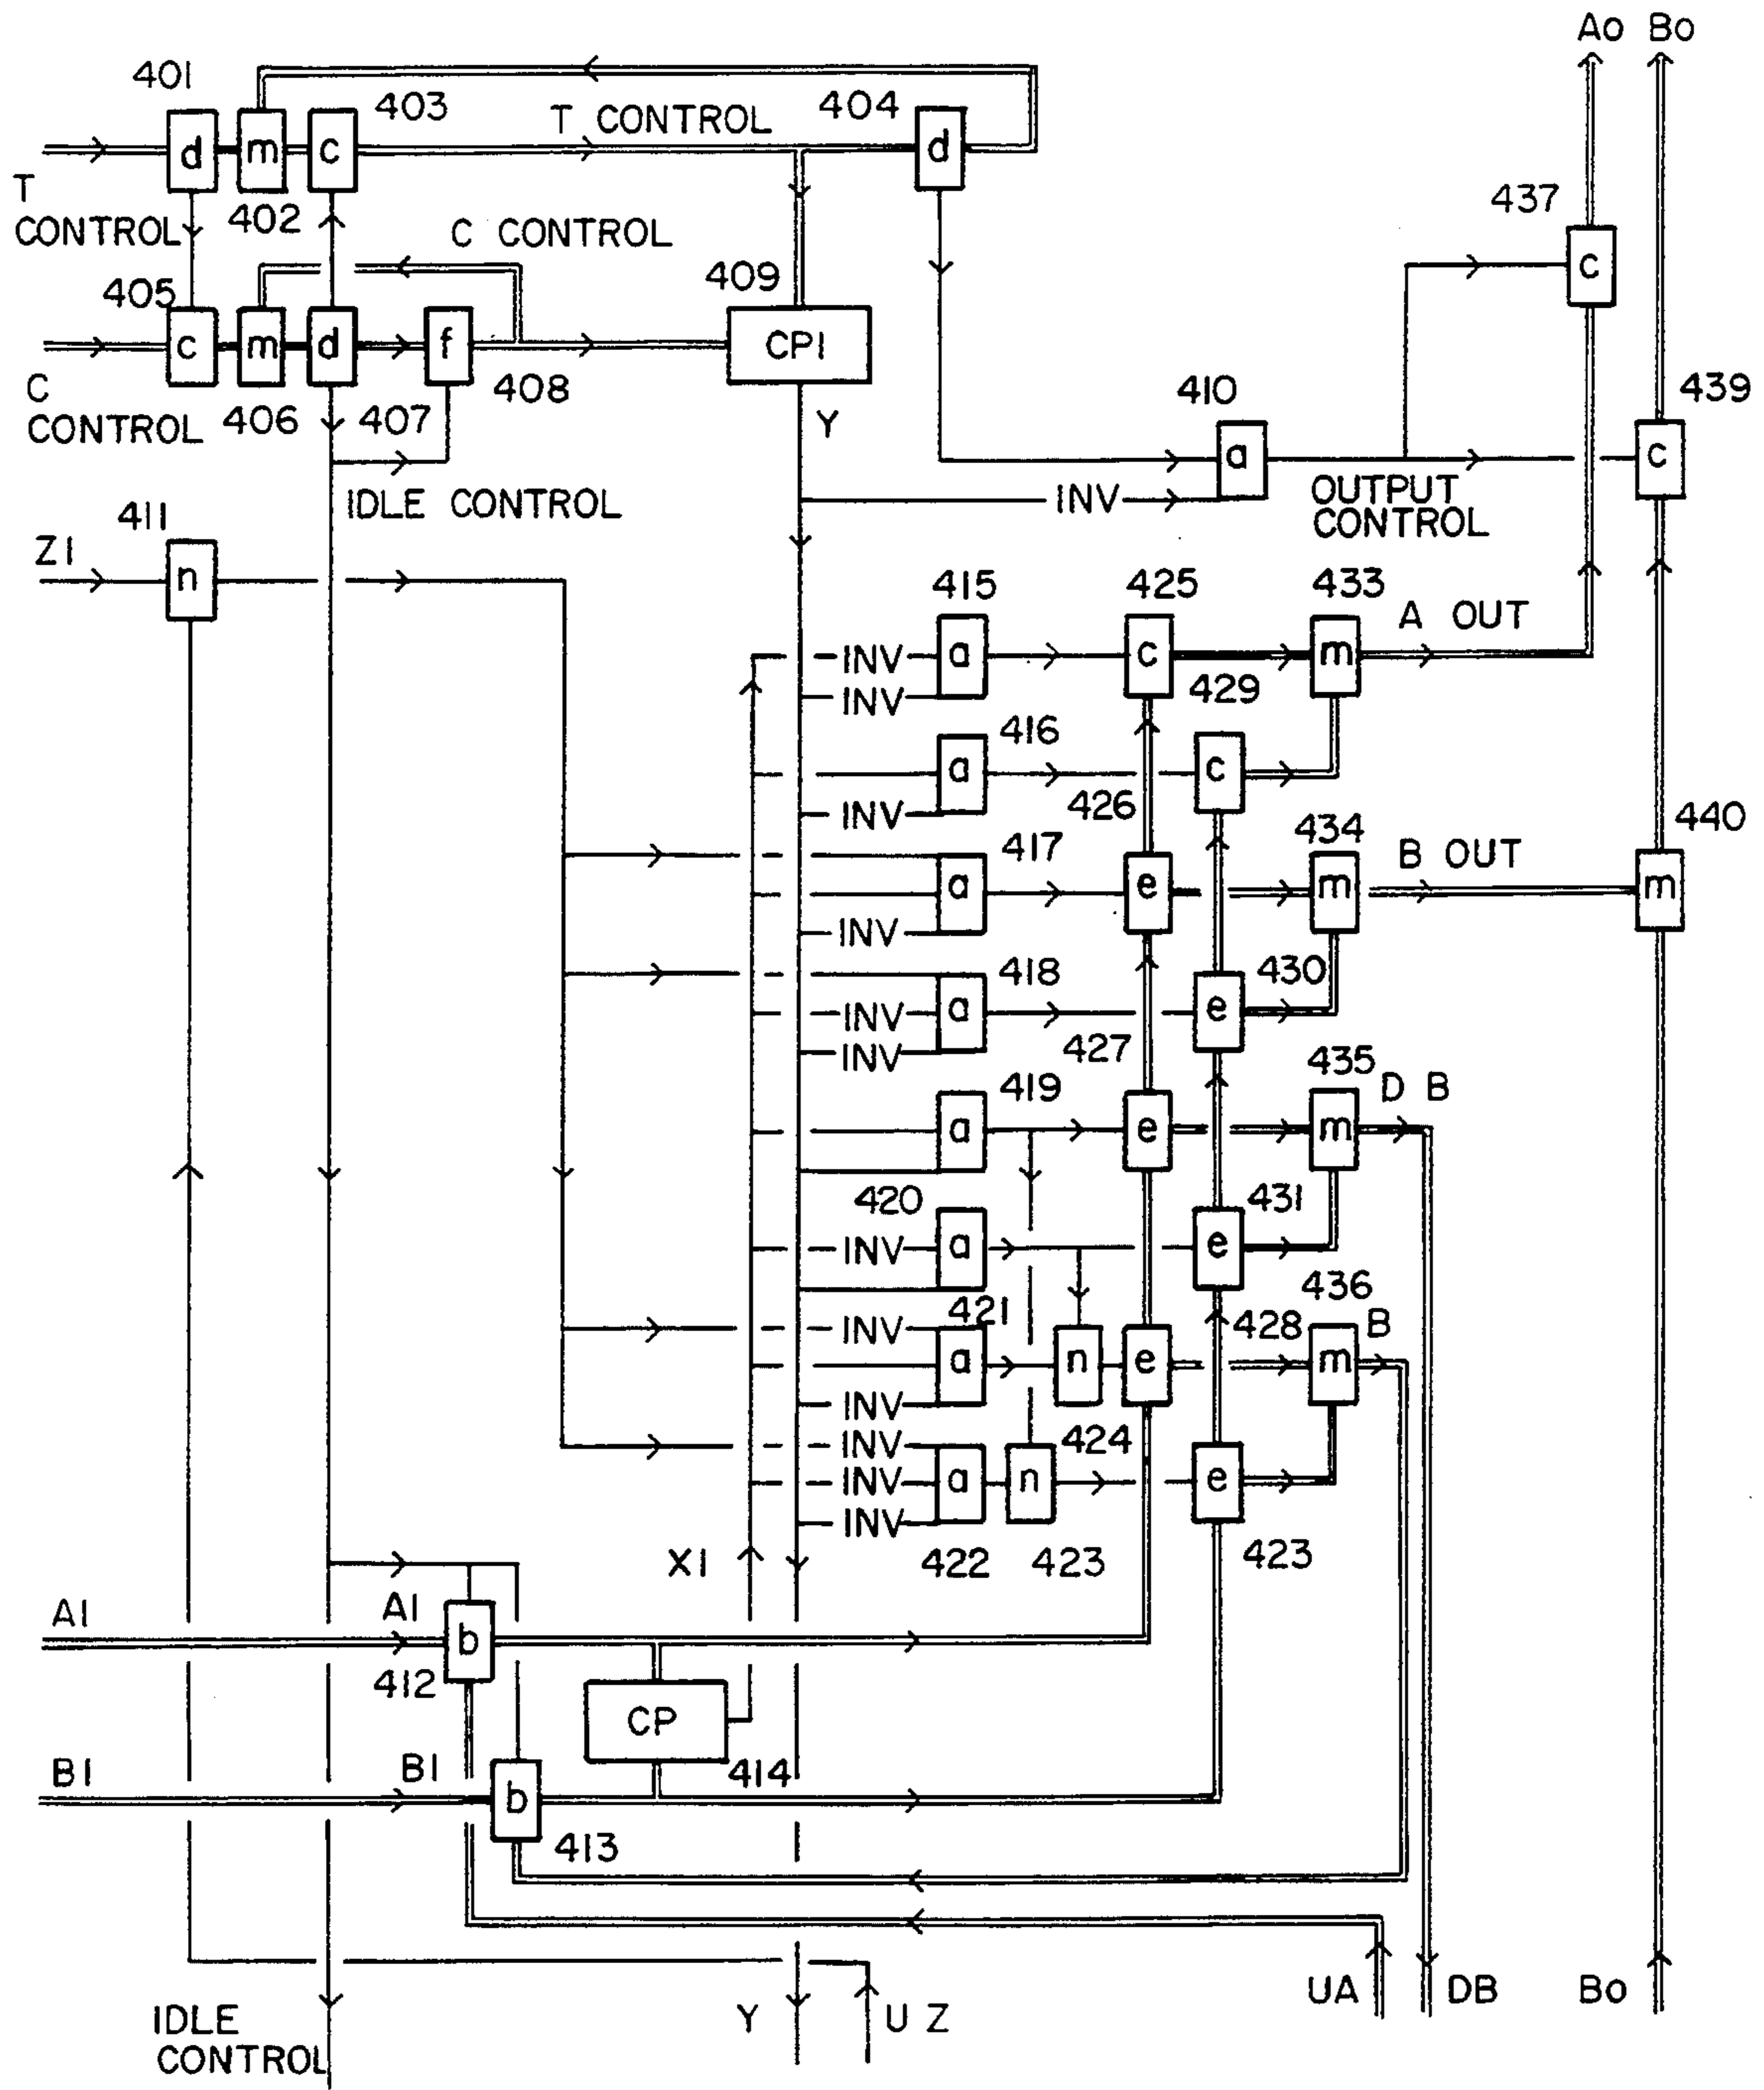 Ao Bo
401
403
T CONTROL
404
d
m
c
d
T
CONTROL
402
437
C CONTROL
c
405
409
c
m
d
f
CPI
C
CONTROL
406
407
408
410
439
Y
a
c
IDLE CONTROL
INV
OUTPUT
CONTROL
411
Z1
n
415
425
433
A OUT
INV
a
c
m
INV
429
416
a
c
INV
426
417
434
440
B OUT
a
e
m
m
INV
418
430
INV
a
e
INV
427
419
435
D B
a
e
m
420
431
INV
a
e
436
421
INV
428
B
a
n
e
m
INV
424
INV
INV
a
n
e
INV
X1
422
423
423
A1
A1
b
412
CP
B1
B1
414
b
413
IDLE
CONTROL
Y
U Z
UA
DB
Bo